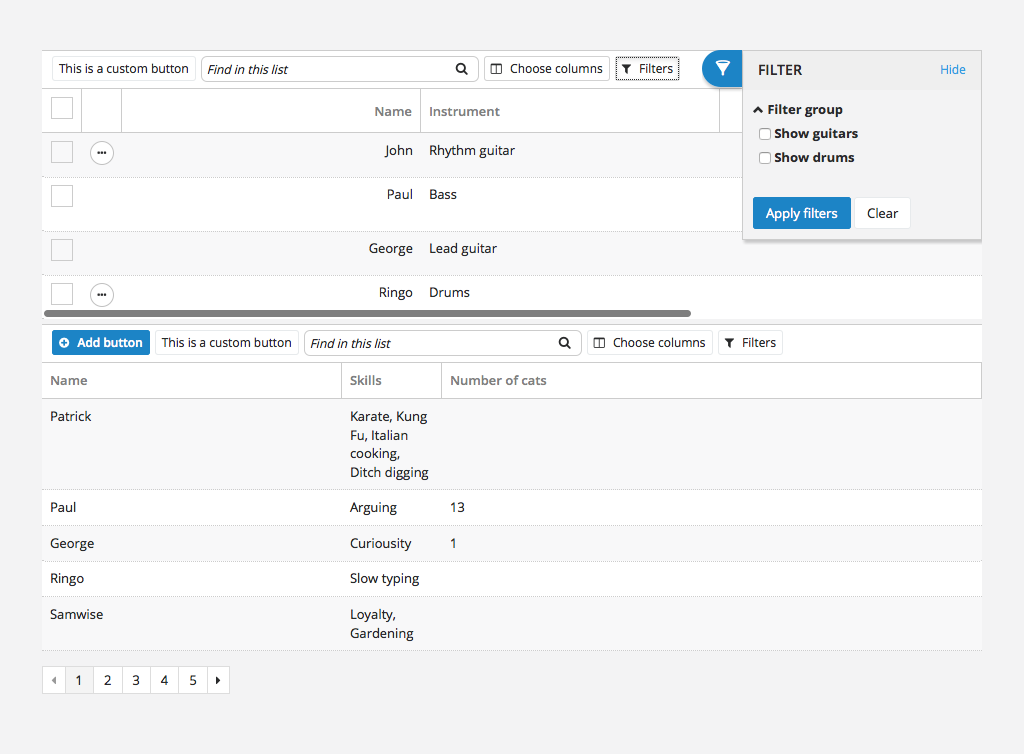 This is a custom button Find in this list Choose columns Filters
FILTER Hide
Filter group
Show guitars
Show drums
Apply filters Clear
Name Instrument
John Rhythm guitar
Paul Bass
George Lead guitar
Ringo Drums
Add button This is a custom button Find in this list Choose columns Filters
Name Skills Number of cats
Patrick Karate, Kung
Fu, Italian
cooking,
Ditch digging
Paul Arguing 13
George Curiousity 1
Ringo Slow typing
Samwise Loyalty,
Gardening
1 2 3 4 5